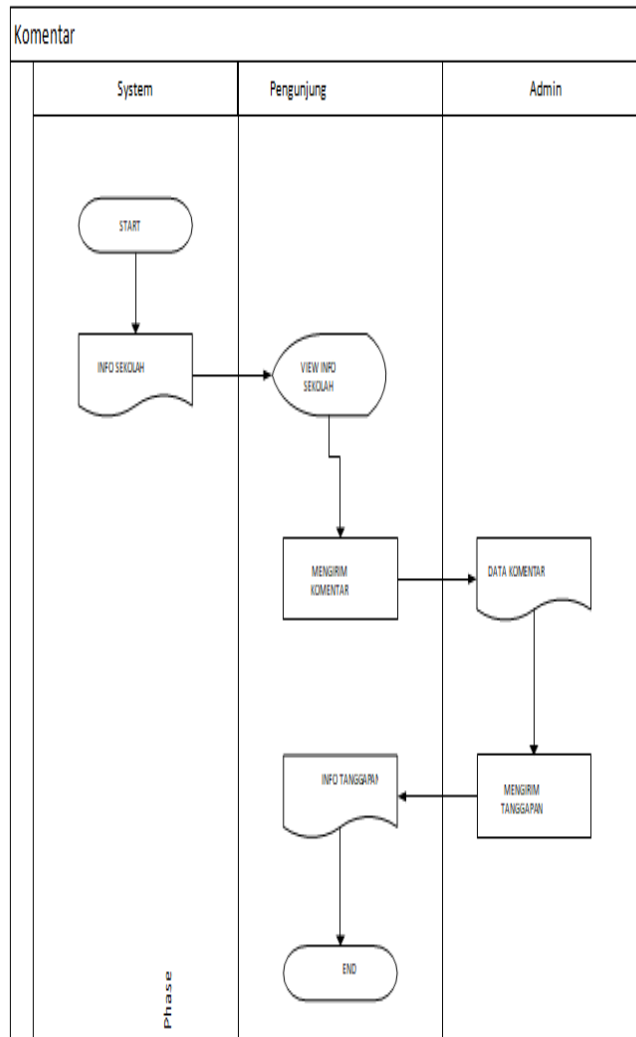 Komentar
System
Pengunjung
Admin
START
INFO SEKOLAH
VIEW INFO
SEKOLAH
MENGIRIM
KOMENTAR
DATA KOMENTAR
INFO TANGGAPAN
MENGIRIM
TANGGAPAN
END
Phase